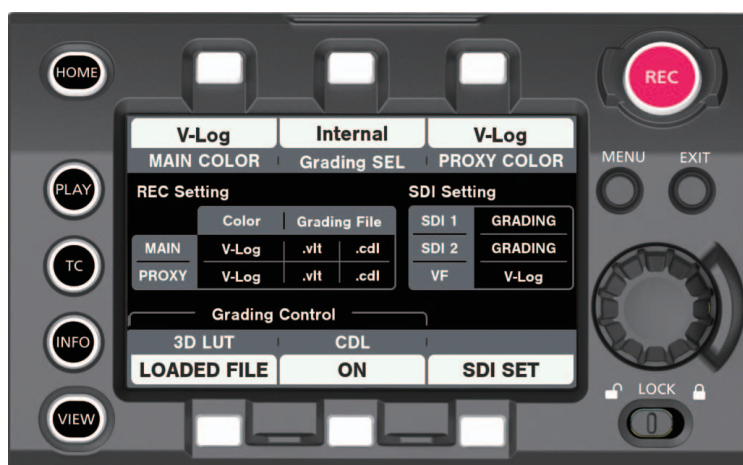 HOME
REC
V-Log Internal V-Log
MAIN COLOR Grading SEL PROXY COLOR
MENU EXIT
PLAY
REC Setting SDI Setting
Color Grading File SDI 1 GRADING
MAIN V-Log .vlt .cdl SDI 2 GRADING
PROXY V-Log .vlt .cdl VF V-Log
TC
Grading Control
INFO
3D LUT CDL
LOADED FILE ON SDI SET
LOCK
VIEW